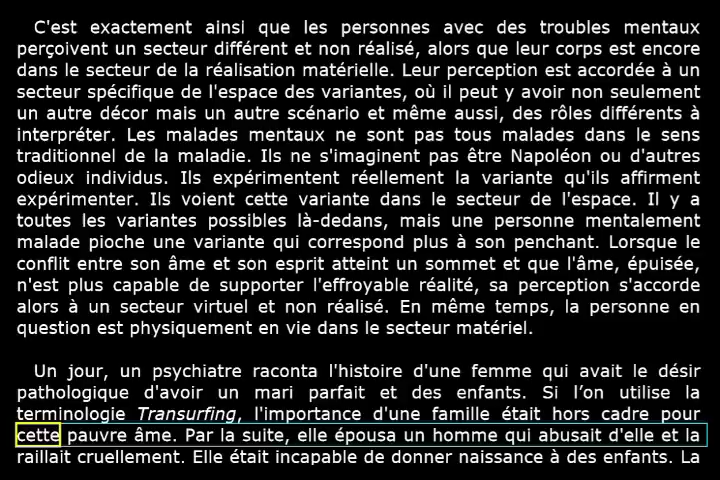 C'est exactement ainsi que les personnes avec des troubles mentaux
perçoivent un secteur différent et non réalisé, alors que leur corps est encore
dans le secteur de la réalisation matérielle. Leur perception est accordée à un
secteur spécifique de l'espace des variantes, où il peut y avoir non seulement
un autre décor mais un autre scénario et même aussi, des rôles différents à
interpréter. Les malades mentaux ne sont pas tous malades dans le sens
traditionnel de la maladie. Ils ne s'imaginent pas être Napoléon ou d'autres
odieux individus. Ils expérimentent réellement la variante qu'ils affirment
expérimenter. Ils voient cette variante dans le secteur de l'espace. Il y a
toutes les variantes possibles là-dedans, mais une personne mentalement
malade pioche une variante qui correspond plus à son penchant. Lorsque le
conflit entre son âme et son esprit atteint un sommet et que l'âme, épuisée,
n'est plus capable de supporter l'effroyable réalité, sa perception s'accorde
alors à un secteur virtuel et non réalisé. En même temps, la personne en
question est physiquement en vie dans le secteur matériel.
Un jour, un psychiatre raconta l'histoire d'une femme qui avait le désir
pathologique d'avoir un mari parfait et des enfants. Si l’on utilise la
terminologie Transurfing, l'importance d'une famille était hors cadre pour
cette pauvre âme. Par la suite, elle épousa un homme qui abusait d'elle et la
raillait cruellement. Elle était incapable de donner naissance à des enfants. La